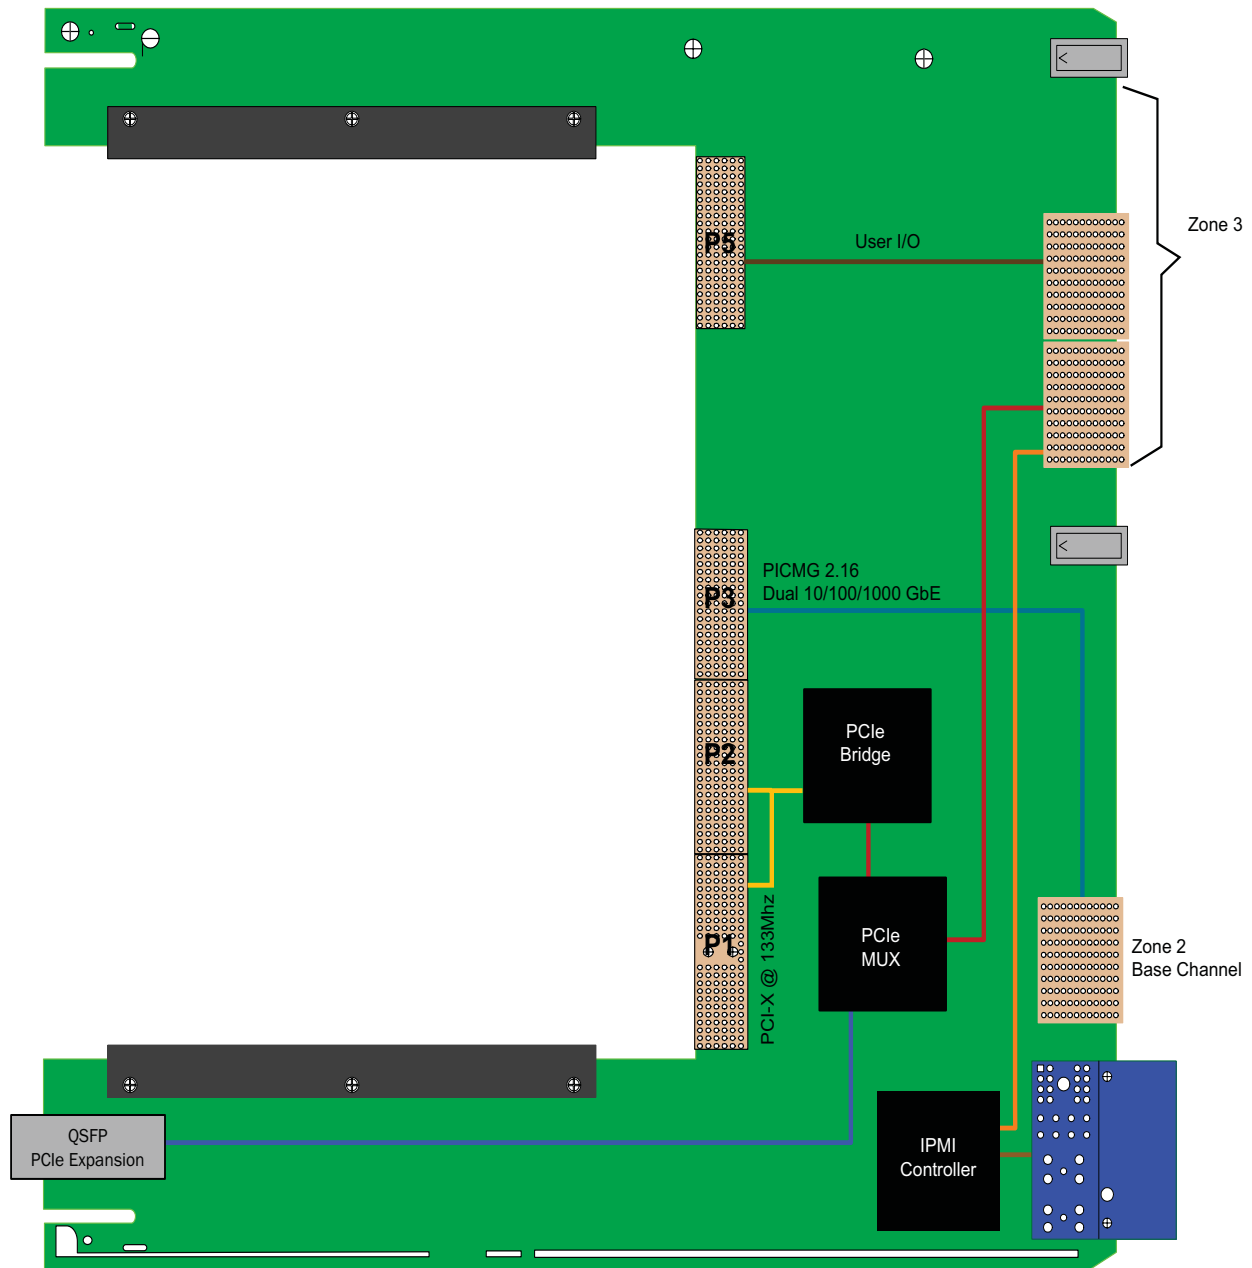 P5
User I/O
Zone 3
PICMG 2.16
Dual 10/100/1000 GbE
P3
PCIe
Bridge
P2
PCIe
MUX
P1
PCI-X @ 133Mhz
Zone 2
Base Channel
QSFP
PCIe Expansion
IPMI
Controller